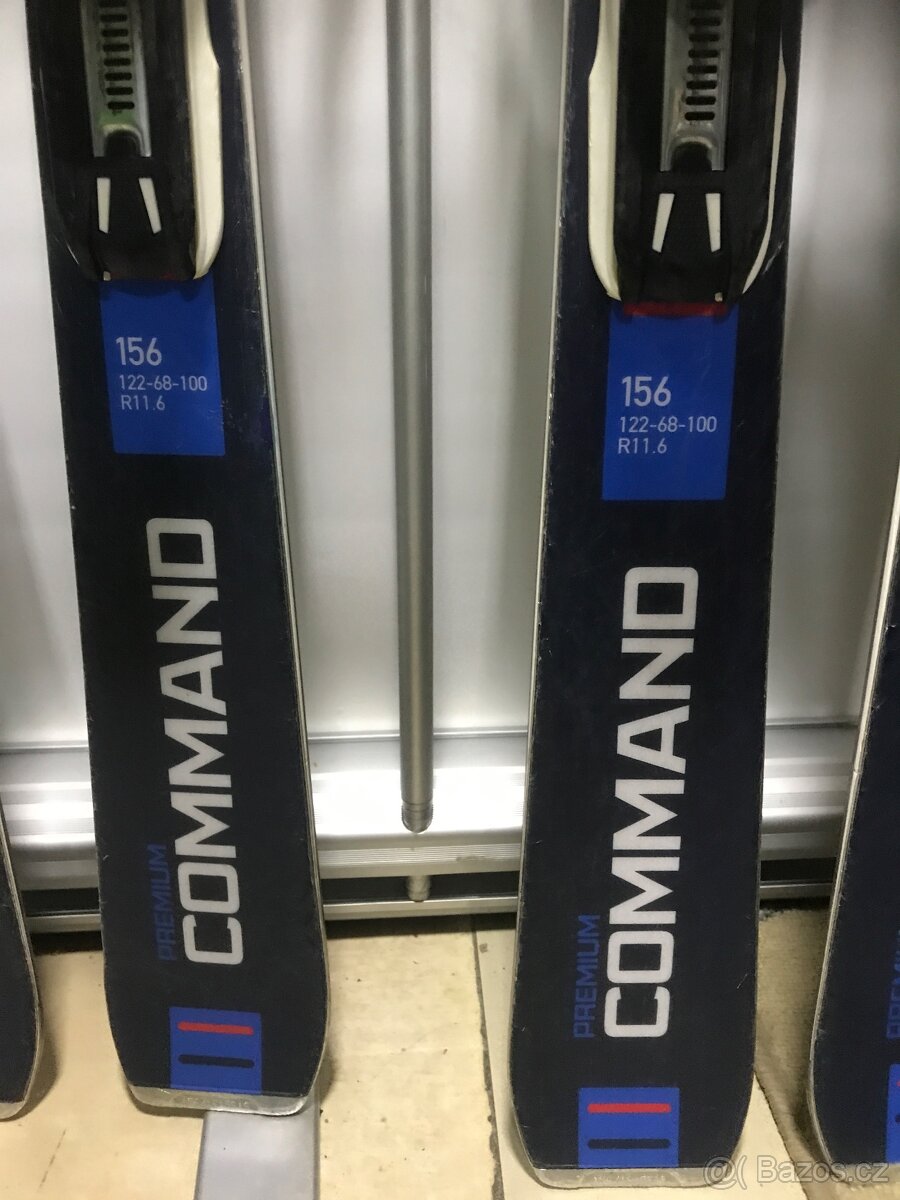 156
122-68-100
R11.6
PREMIUM
COMMAND
156
122-68-100
R11.6
PREMIUM
COMMAND
@( Bazos.cz